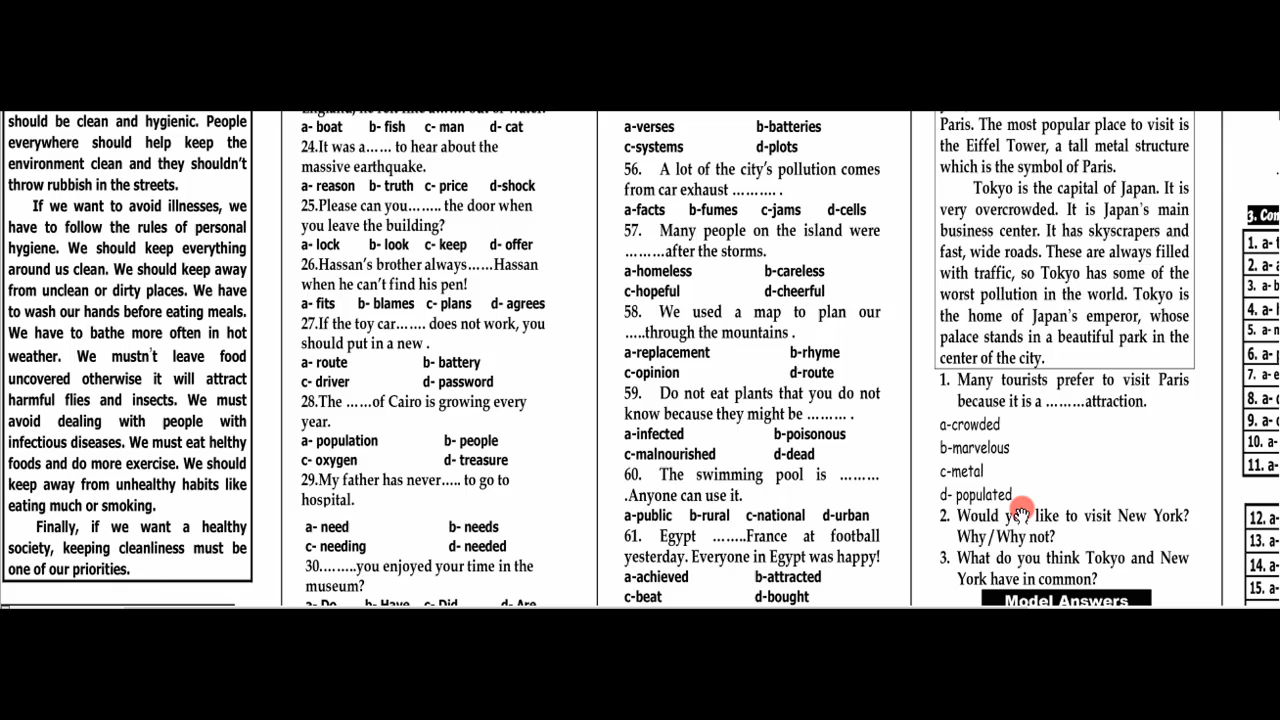 should be clean and hygienic. People
everywhere should help keep the
environment clean and they shouldn't
throw rubbish in the streets.
If we want to avoid illnesses, we
have to follow the rules of personal
hygiene. We should keep everything
around us clean. We should keep away
from unclean or dirty places. We have
to wash our hands before eating meals.
We have to bathe more often in hot
weather. We mustn't leave food
uncovered otherwise it will attract
harmful flies and insects. We must
avoid dealing with people with
infectious diseases. We must eat helthy
foods and do more exercise. We should
keep away from unhealthy habits like
eating much or smoking.
Finally, if we want a healthy
society, keeping cleanliness must be
one of our priorities.
a- boat b- fish c- man d- cat
24.It was a...... to hear about the
massive earthquake.
a- reason b- truth c- price d-shock
25.Please can you........ the door when
you leave the building?
a- lock b- look c- keep d- offer
26.Hassan's brother always......Hassan
when he can't find his pen!
a- fits b- blames c- plans d- agrees
27.If the toy car....... does not work, you
should put in a new .
a- route b- battery
c- driver d- password
28.The ......of Cairo is growing every
year.
a- population b- people
c- oxygen d- treasure
29.My father has never..... to go to
hospital.
a- need b- needs
c- needing d- needed
30.........you enjoyed your time in the
museum?
a- Do b- Have c- Did d- Are
a-verses b-batteries
c-systems d-plots
56. A lot of the city's pollution comes
from car exhaust .......... .
a-facts b-fumes c-jams d-cells
57. Many people on the island were
.........after the storms.
a-homeless b-careless
c-hopeful d-cheerful
58. We used a map to plan our
.....through the mountains .
a-replacement b-rhyme
c-opinion d-route
59. Do not eat plants that you do not
know because they might be ......... .
a-infected b-poisonous
c-malnourished d-dead
60. The swimming pool is .........
.Anyone can use it.
a-public b-rural c-national d-urban
61. Egypt ........France at football
yesterday. Everyone in Egypt was happy!
a-achieved b-attracted
c-beat d-bought
Paris. The most popular place to visit is
the Eiffel Tower, a tall metal structure
which is the symbol of Paris.
Tokyo is the capital of Japan. It is
very overcrowded. It is Japan's main
business center. It has skyscrapers and
fast, wide roads. These are always filled
with traffic, so Tokyo has some of the
worst pollution in the world. Tokyo is
the home of Japan's emperor, whose
palace stands in a beautiful park in the
center of the city.
1. Many tourists prefer to visit Paris
because it is a .........attraction.
a-crowded
b-marvelous
c-metal
d- populated
2. Would you like to visit New York?
Why / Why not?
3. What do you think Tokyo and New
York have in common?
Model Answers
1. a-
2. a-
3. a-
4. a-
5. a-
6. a-
7. a-
8. a-
9. a-
10. a-
11. a-
12. a-
13. a-
14. a-
15. a-